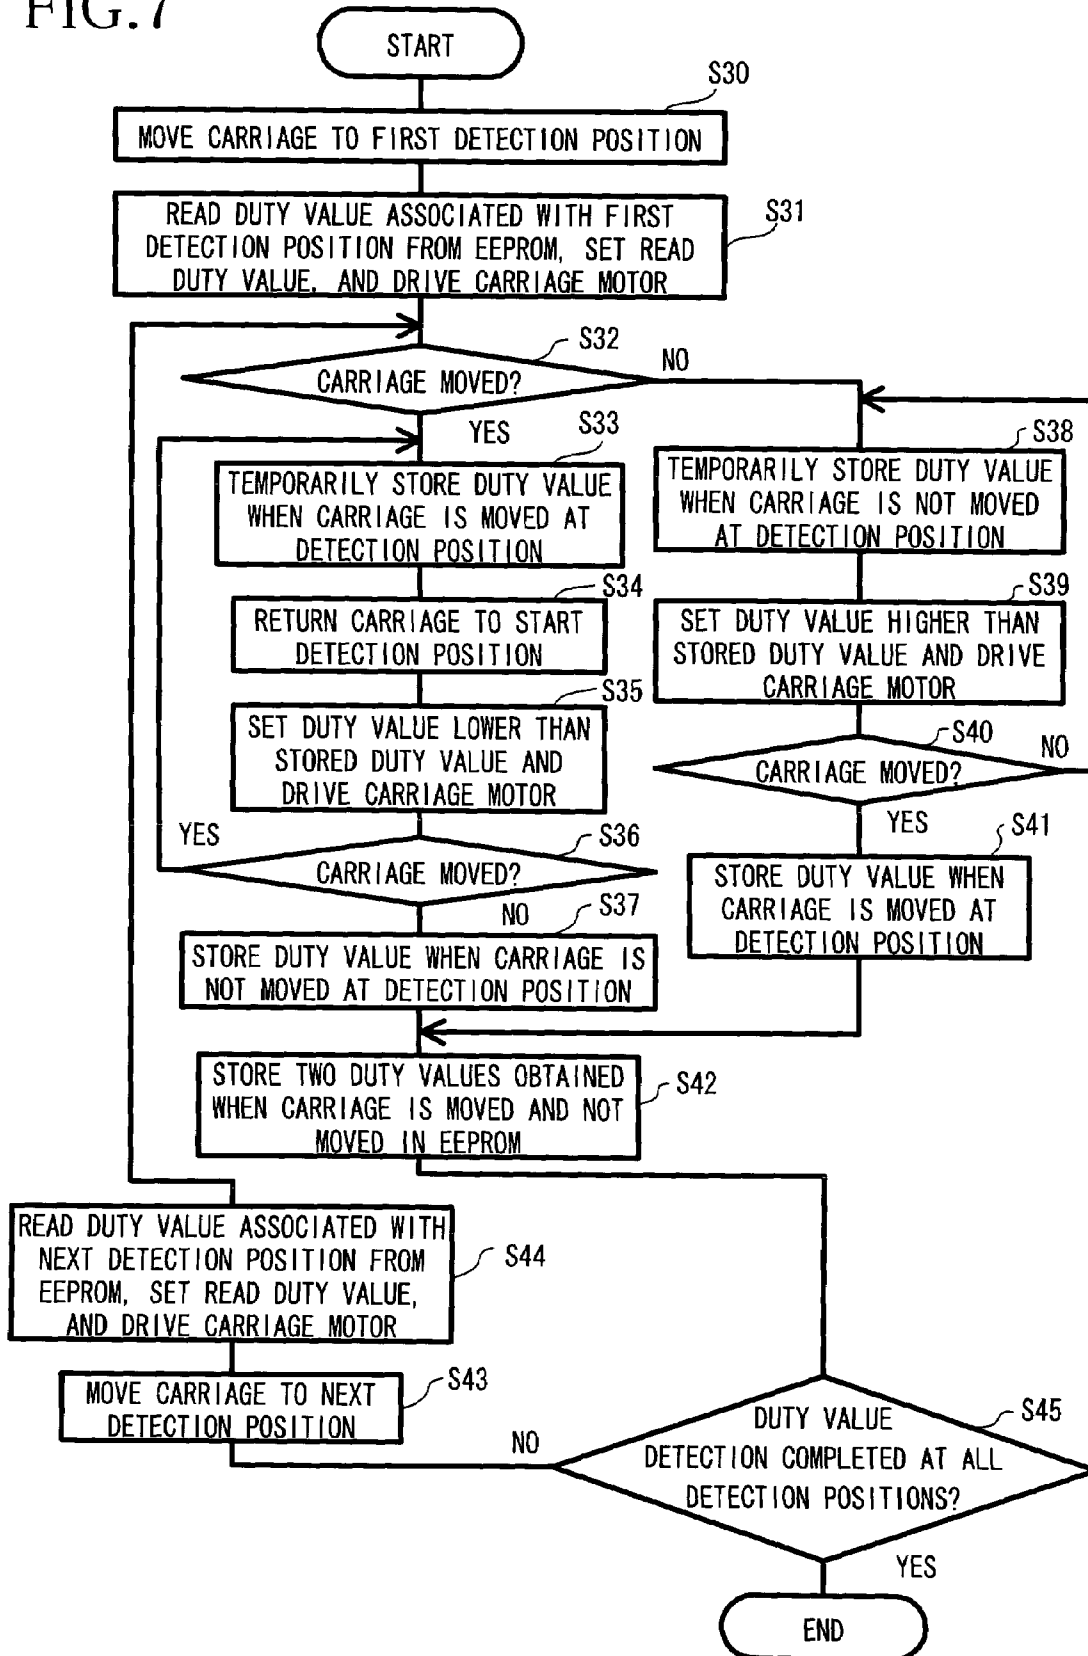 FIG.7
START
S30
MOVE CARRIAGE TO FIRST DETECTION POSITION
S31
READ DUTY VALUE ASSOCIATED WITH FIRST
DETECTION POSITION FROM EEPROM, SET READ
DUTY VALUE, AND DRIVE CARRIAGE MOTOR
S32
CARRIAGE MOVED?
NO
YES
S33
TEMPORARILY STORE DUTY VALUE
WHEN CARRIAGE IS MOVED AT
DETECTION POSITION
S34
RETURN CARRIAGE TO START
DETECTION POSITION
S35
SET DUTY VALUE LOWER THAN
STORED DUTY VALUE AND
DRIVE CARRIAGE MOTOR
YES
S36
CARRIAGE MOVED?
NO
S37
STORE DUTY VALUE WHEN CARRIAGE IS
NOT MOVED AT DETECTION POSITION
S38
TEMPORARILY STORE DUTY VALUE
WHEN CARRIAGE IS NOT MOVED
AT DETECTION POSITION
S39
SET DUTY VALUE HIGHER THAN
STORED DUTY VALUE AND DRIVE
CARRIAGE MOTOR
S40
NO
CARRIAGE MOVED?
YES
S41
STORE DUTY VALUE WHEN
CARRIAGE IS MOVED AT
DETECTION POSITION
S42
STORE TWO DUTY VALUES OBTAINED
WHEN CARRIAGE IS MOVED AND NOT
MOVED IN EEPROM
READ DUTY VALUE ASSOCIATED WITH
NEXT DETECTION POSITION FROM
EEPROM, SET READ DUTY VALUE,
AND DRIVE CARRIAGE MOTOR
S44
MOVE CARRIAGE TO NEXT
DETECTION POSITION
S43
NO
S45
DUTY VALUE
DETECTION COMPLETED AT ALL
DETECTION POSITIONS?
YES
END